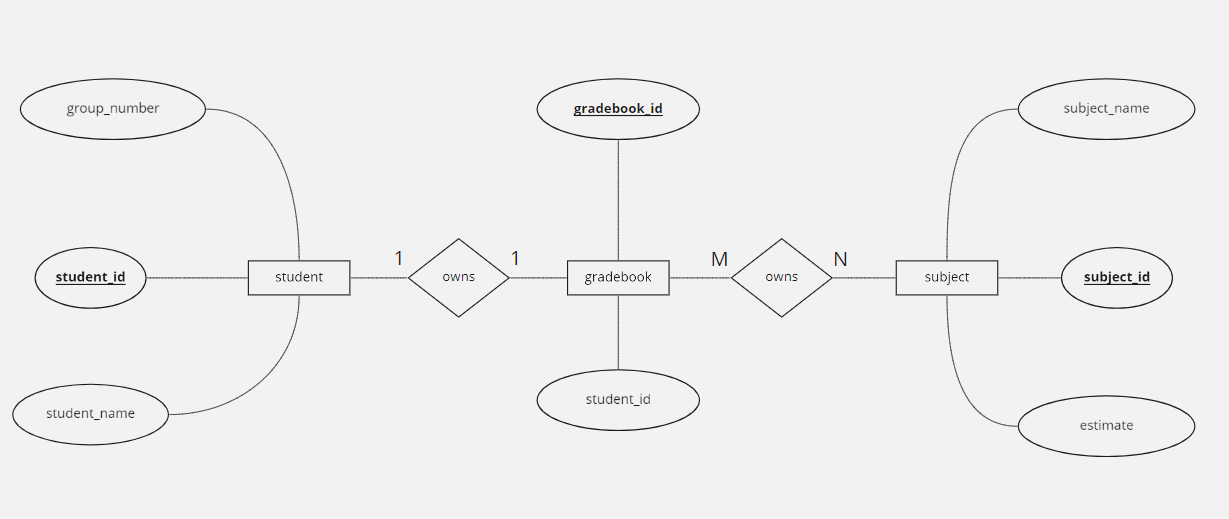 group_number
gradebook_id
subject_name
student_id
student
1
owns
1
gradebook
M
owns
N
subject
subject_id
student_name
student_id
estimate